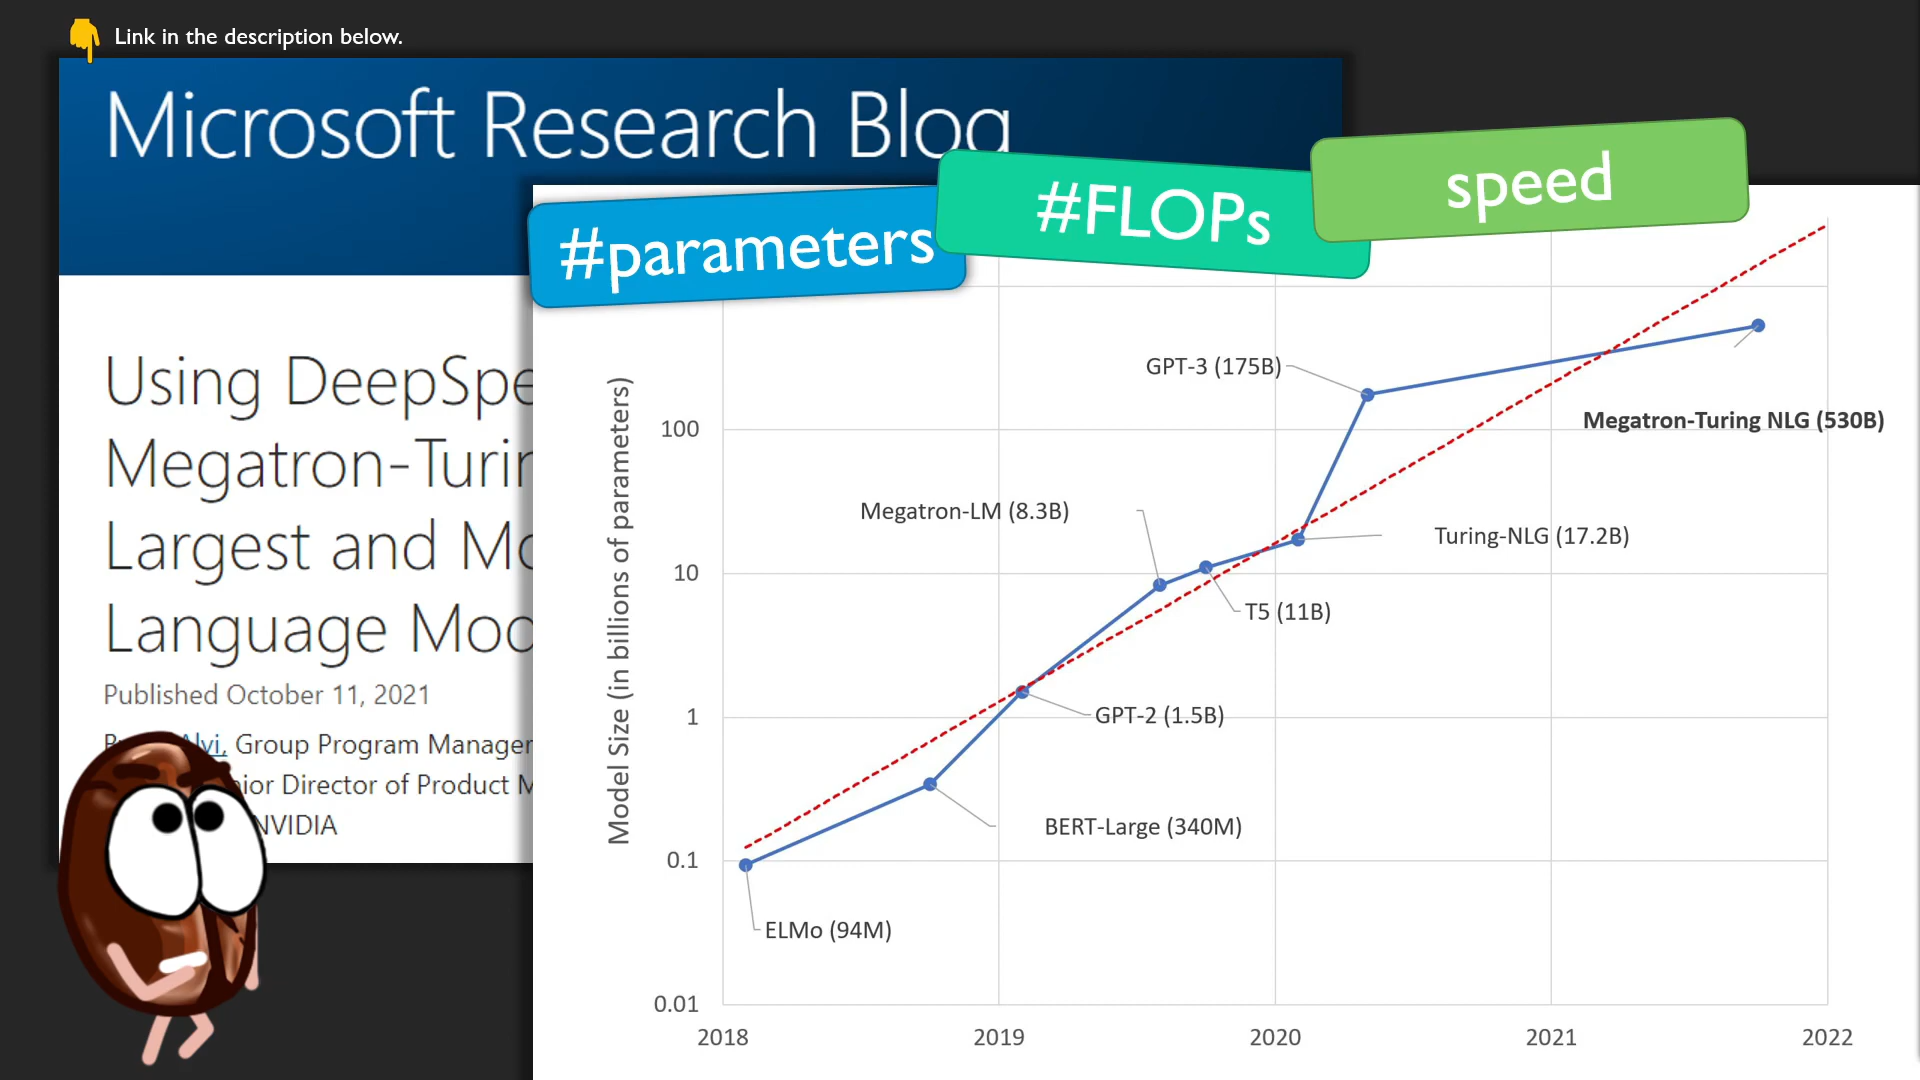 Link in the description below.
Microsoft Research Blog
#parameters
#FLOPs
speed
Using DeepSpe
Megatron-Turin
Largest and Mo
Language Mod
Published October 11, 2021
Alvi, Group Program Manager
ior Director of Product M
NVIDIA
Model Size (in billions of parameters)
100
10
1
0.1
0.01
2018
2019
2020
2021
2022
GPT-3 (175B)
Megatron-Turing NLG (530B)
Megatron-LM (8.3B)
Turing-NLG (17.2B)
T5 (11B)
GPT-2 (1.5B)
BERT-Large (340M)
ELMo (94M)